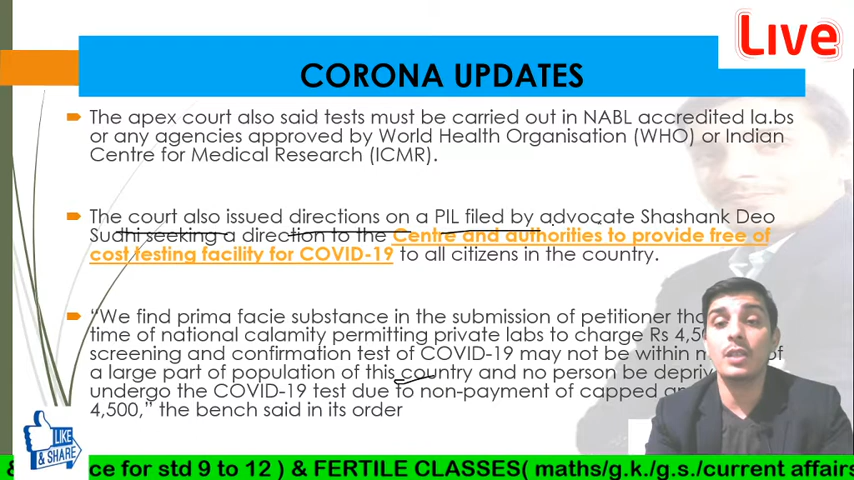 Live
CORONA UPDATES
The apex court also said tests must be carried out in NABL accredited la.bs
or any agencies approved by World Health Organisation (WHO) or Indian
Centre for Medical Research (ICMR).
The court also issued directions on a PIL filed by advocate Shashank Deo
Sudhi seeking a direction to the Centre and authorities to provide free of
cost testing facility for COVID-19 to all citizens in the country.
“We find prima facie substance in the submission of petitioner
time of national calamity permitting private labs to charge Rs
screening and confirmation test of COVID-19 may not be within
a large part of population of this country and no person be
undergo the COVID-19 test due to non-payment of capped
4,500,” the bench said in its order
LIKE
& SHARE
& ce for std 9 to 12 ) & FERTILE CLASSES( maths/g.k./g.s./current affairs